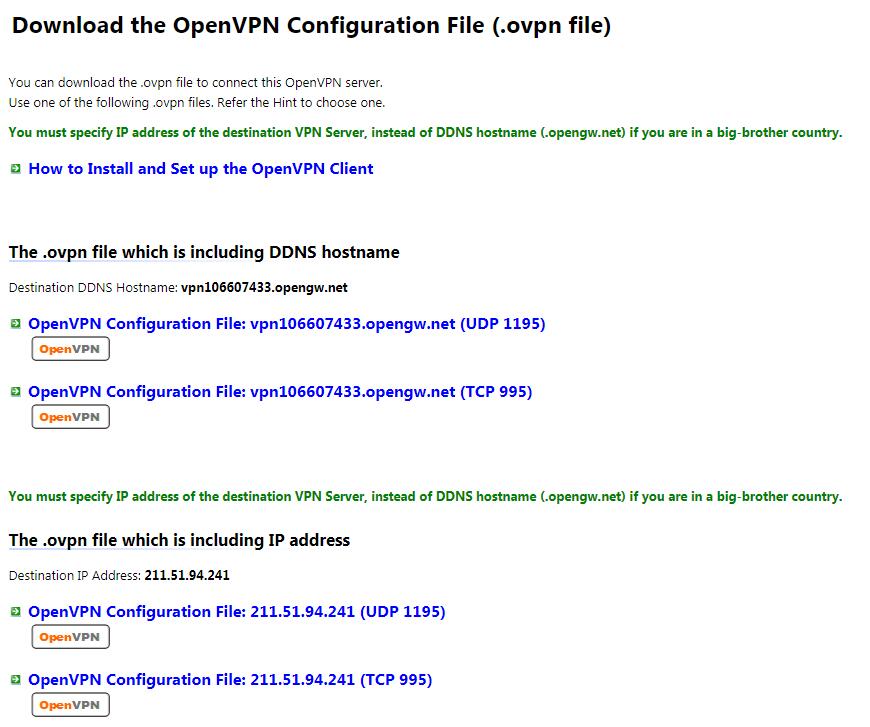 Download the OpenVPN Configuration File (.ovpn file)
You can download the .ovpn file to connect this OpenVPN server.
Use one of the following .ovpn files. Refer the Hint to choose one.
You must specify IP address of the destination VPN Server, instead of DDNS hostname (.opengw.net) if you are in a big-brother country.
How to Install and Set up the OpenVPN Client
The .ovpn file which is including DDNS hostname
Destination DDNS Hostname: vpn106607433.opengw.net
OpenVPN Configuration File: vpn106607433.opengw.net (UDP 1195)
OpenVPN
OpenVPN Configuration File: vpn106607433.opengw.net (TCP 995)
OpenVPN
You must specify IP address of the destination VPN Server, instead of DDNS hostname (.opengw.net) if you are in a big-brother country.
The .ovpn file which is including IP address
Destination IP Address: 211.51.94.241
OpenVPN Configuration File: 211.51.94.241 (UDP 1195)
OpenVPN
OpenVPN Configuration File: 211.51.94.241 (TCP 995)
OpenVPN